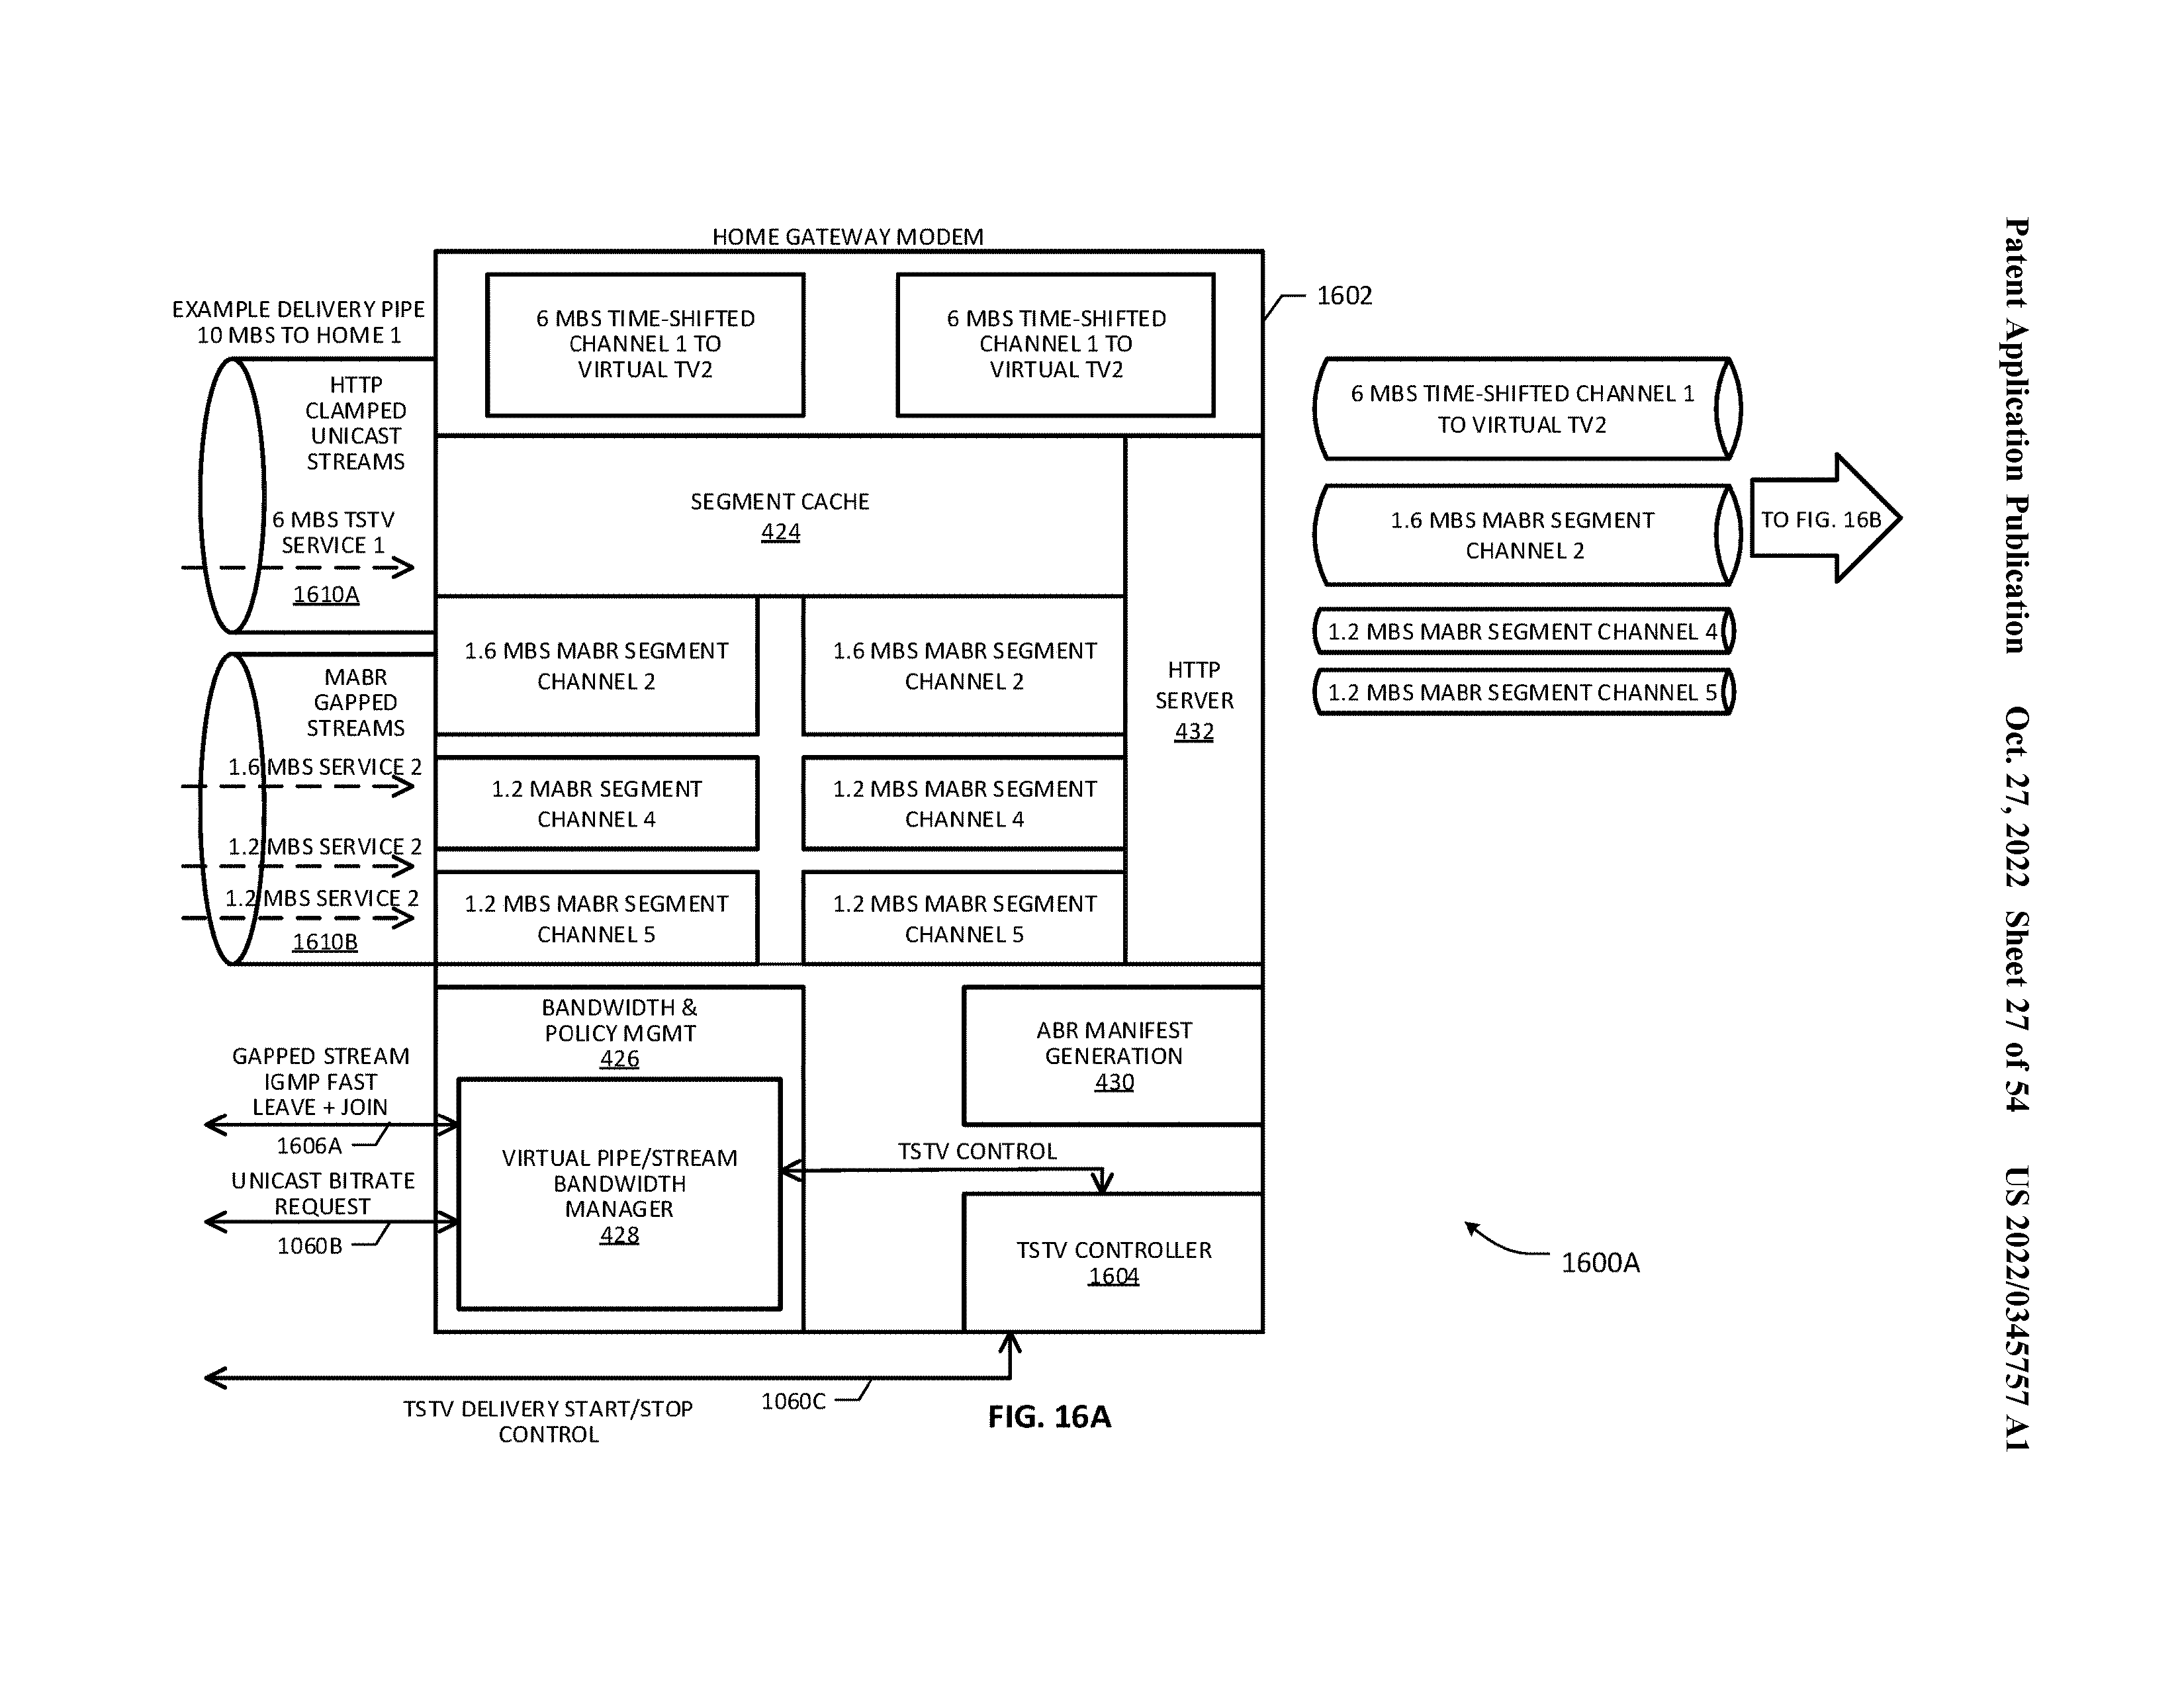 Patent Application Publication Oct. 27, 2022 Sheet 27 of 54 US 2022/0345757 A1
HOME GATEWAY MODEM
1602
EXAMPLE DELIVERY PIPE
10 MBS TO HOME 1
HTTP
CLAMPED
UNICAST
STREAMS
6 MBS TSTV
SERVICE 1
1610A
MABR
GAPPED
STREAMS
1.6 MBS SERVICE 2
1.2 MBS SERVICE 2
1.2 MBS SERVICE 2
1610B
6 MBS TIME-SHIFTED
CHANNEL 1 TO
VIRTUAL TV2
6 MBS TIME-SHIFTED
CHANNEL 1 TO
VIRTUAL TV2
SEGMENT CACHE
424
1.6 MBS MABR SEGMENT
CHANNEL 2
1.6 MBS MABR SEGMENT
CHANNEL 2
1.2 MABR SEGMENT
CHANNEL 4
1.2 MBS MABR SEGMENT
CHANNEL 4
1.2 MBS MABR SEGMENT
CHANNEL 5
1.2 MBS MABR SEGMENT
CHANNEL 5
HTTP
SERVER
432
6 MBS TIME-SHIFTED CHANNEL 1
TO VIRTUAL TV2
1.6 MBS MABR SEGMENT
CHANNEL 2
1.2 MBS MABR SEGMENT CHANNEL 4
1.2 MBS MABR SEGMENT CHANNEL 5
TO FIG. 16B
BANDWIDTH &
POLICY MGMT
426
VIRTUAL PIPE/STREAM
BANDWIDTH
MANAGER
428
ABR MANIFEST
GENERATION
430
TSTV CONTROL
TSTV CONTROLLER
1604
GAPPED STREAM
IGMP FAST
LEAVE + JOIN
1606A
UNICAST BITRATE
REQUEST
1060B
1060C
TSTV DELIVERY START/STOP
CONTROL
1600A
FIG. 16A